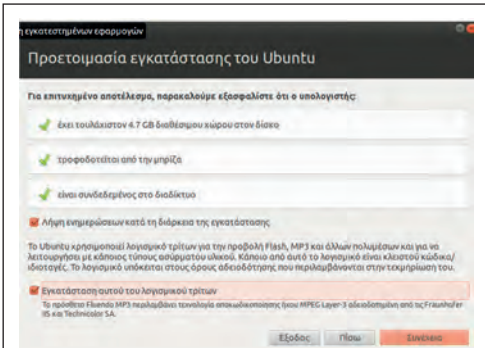 η εγκατεστημένων εφαρμογών
Προετοιμασία εγκατάστασης του Ubuntu
Για επιτυχημένο αποτέλεσμα, παρακαλούμε εξασφαλίστε ότι ο υπολογιστής:
έχει τουλάχιστον 4.7 GB διαθέσιμου χώρου στον δίσκο
τροφοδοτείται από την μπρίζα
είναι συνδεδεμένος στο διαδίκτυο
Λήψη ενημερώσεων κατά τη διάρκεια της εγκατάστασης
Το Ubuntu χρησιμοποιεί λογισμικό τρίτων για την προβολή Flash, MP3 και άλλων πολυμέσων και για να
λειτουργήσει με κάποιος τύπους ασύρματου υλικού. Κάποιο από αυτό το λογισμικό είναι κλειστού κώδικα/
ιδιοταγές. Το λογισμικό υπόκειται στους όρους αδειοδότησης που περιλαμβάνονται στην τεκμηρίωση του.
Εγκατάσταση αυτού του λογισμικού τρίτων
Το πρόσθετο Fluendo MP3 περιλαμβάνει τεχνολογία αποκωδικοποίησης ήχου MPEG Layer-3 αδειοδοτημένη από τις Fraunhofer
IIS και Technicolor SA.
Έξοδος Πίσω Συνέχεια